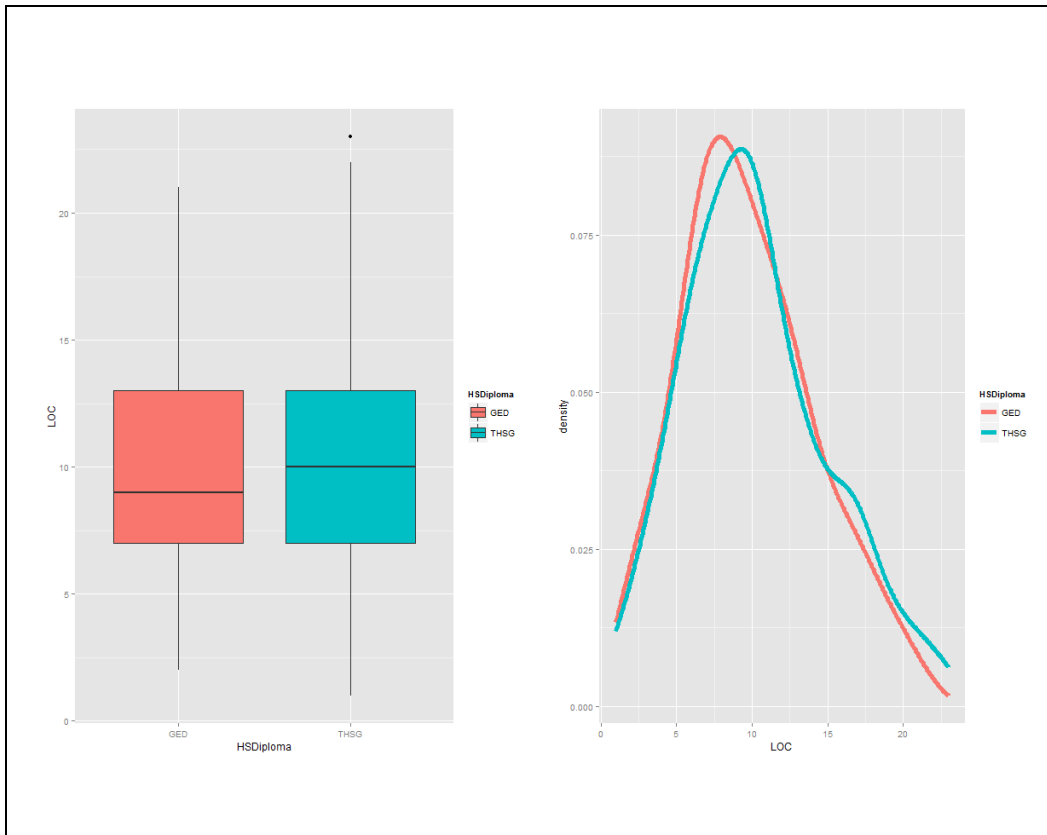 LOC
20
15
10
5
0
GED
THSG
HSDiploma
HSDiploma
GED
THSG
density
0.075
0.050
0.025
0.000
0
5
10
15
20
LOC
HSDiploma
GED
THSG